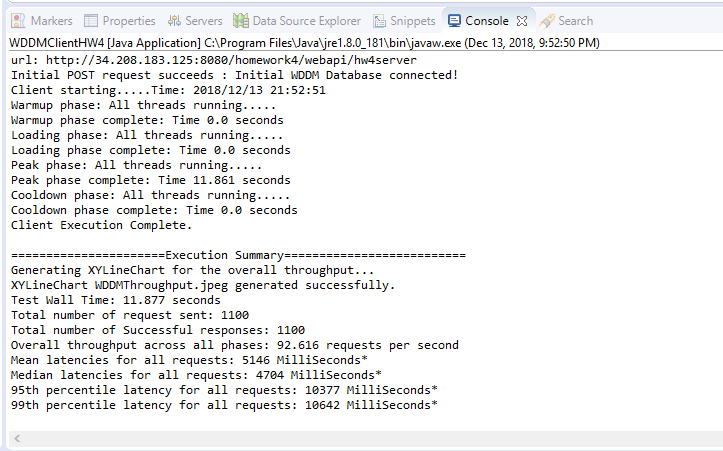 Markers Properties Servers Data Source Explorer Snippets Console Search
WDDMClientHW4 [Java Application] C:\Program Files\Java\jre1.8.0_181\bin\javaw.exe (Dec 13, 2018, 9:52:50 PM)
url: http://34.208.183.125:8080/homework4/webapi/hw4server
Initial POST request succeeds : Initial WDDM Database connected!
Client starting.....Time: 2018/12/13 21:52:51
Warmup phase: All threads running.....
Warmup phase complete: Time 0.0 seconds
Loading phase: All threads running.....
Loading phase complete: Time 0.0 seconds
Peak phase: All threads running.....
Peak phase complete: Time 11.861 seconds
Cooldown phase: All threads running.....
Cooldown phase complete: Time 0.0 seconds
Client Execution Complete.
======================Execution Summary==========================
Generating XYLineChart for the overall throughput...
XYLineChart WDDMThroughput.jpeg generated successfully.
Test Wall Time: 11.877 seconds
Total number of request sent: 1100
Total number of Successful responses: 1100
Overall throughput across all phases: 92.616 requests per second
Mean latencies for all requests: 5146 MilliSeconds*
Median latencies for all requests: 4704 MilliSeconds*
95th percentile latency for all requests: 10377 MilliSeconds*
99th percentile latency for all requests: 10642 MilliSeconds*